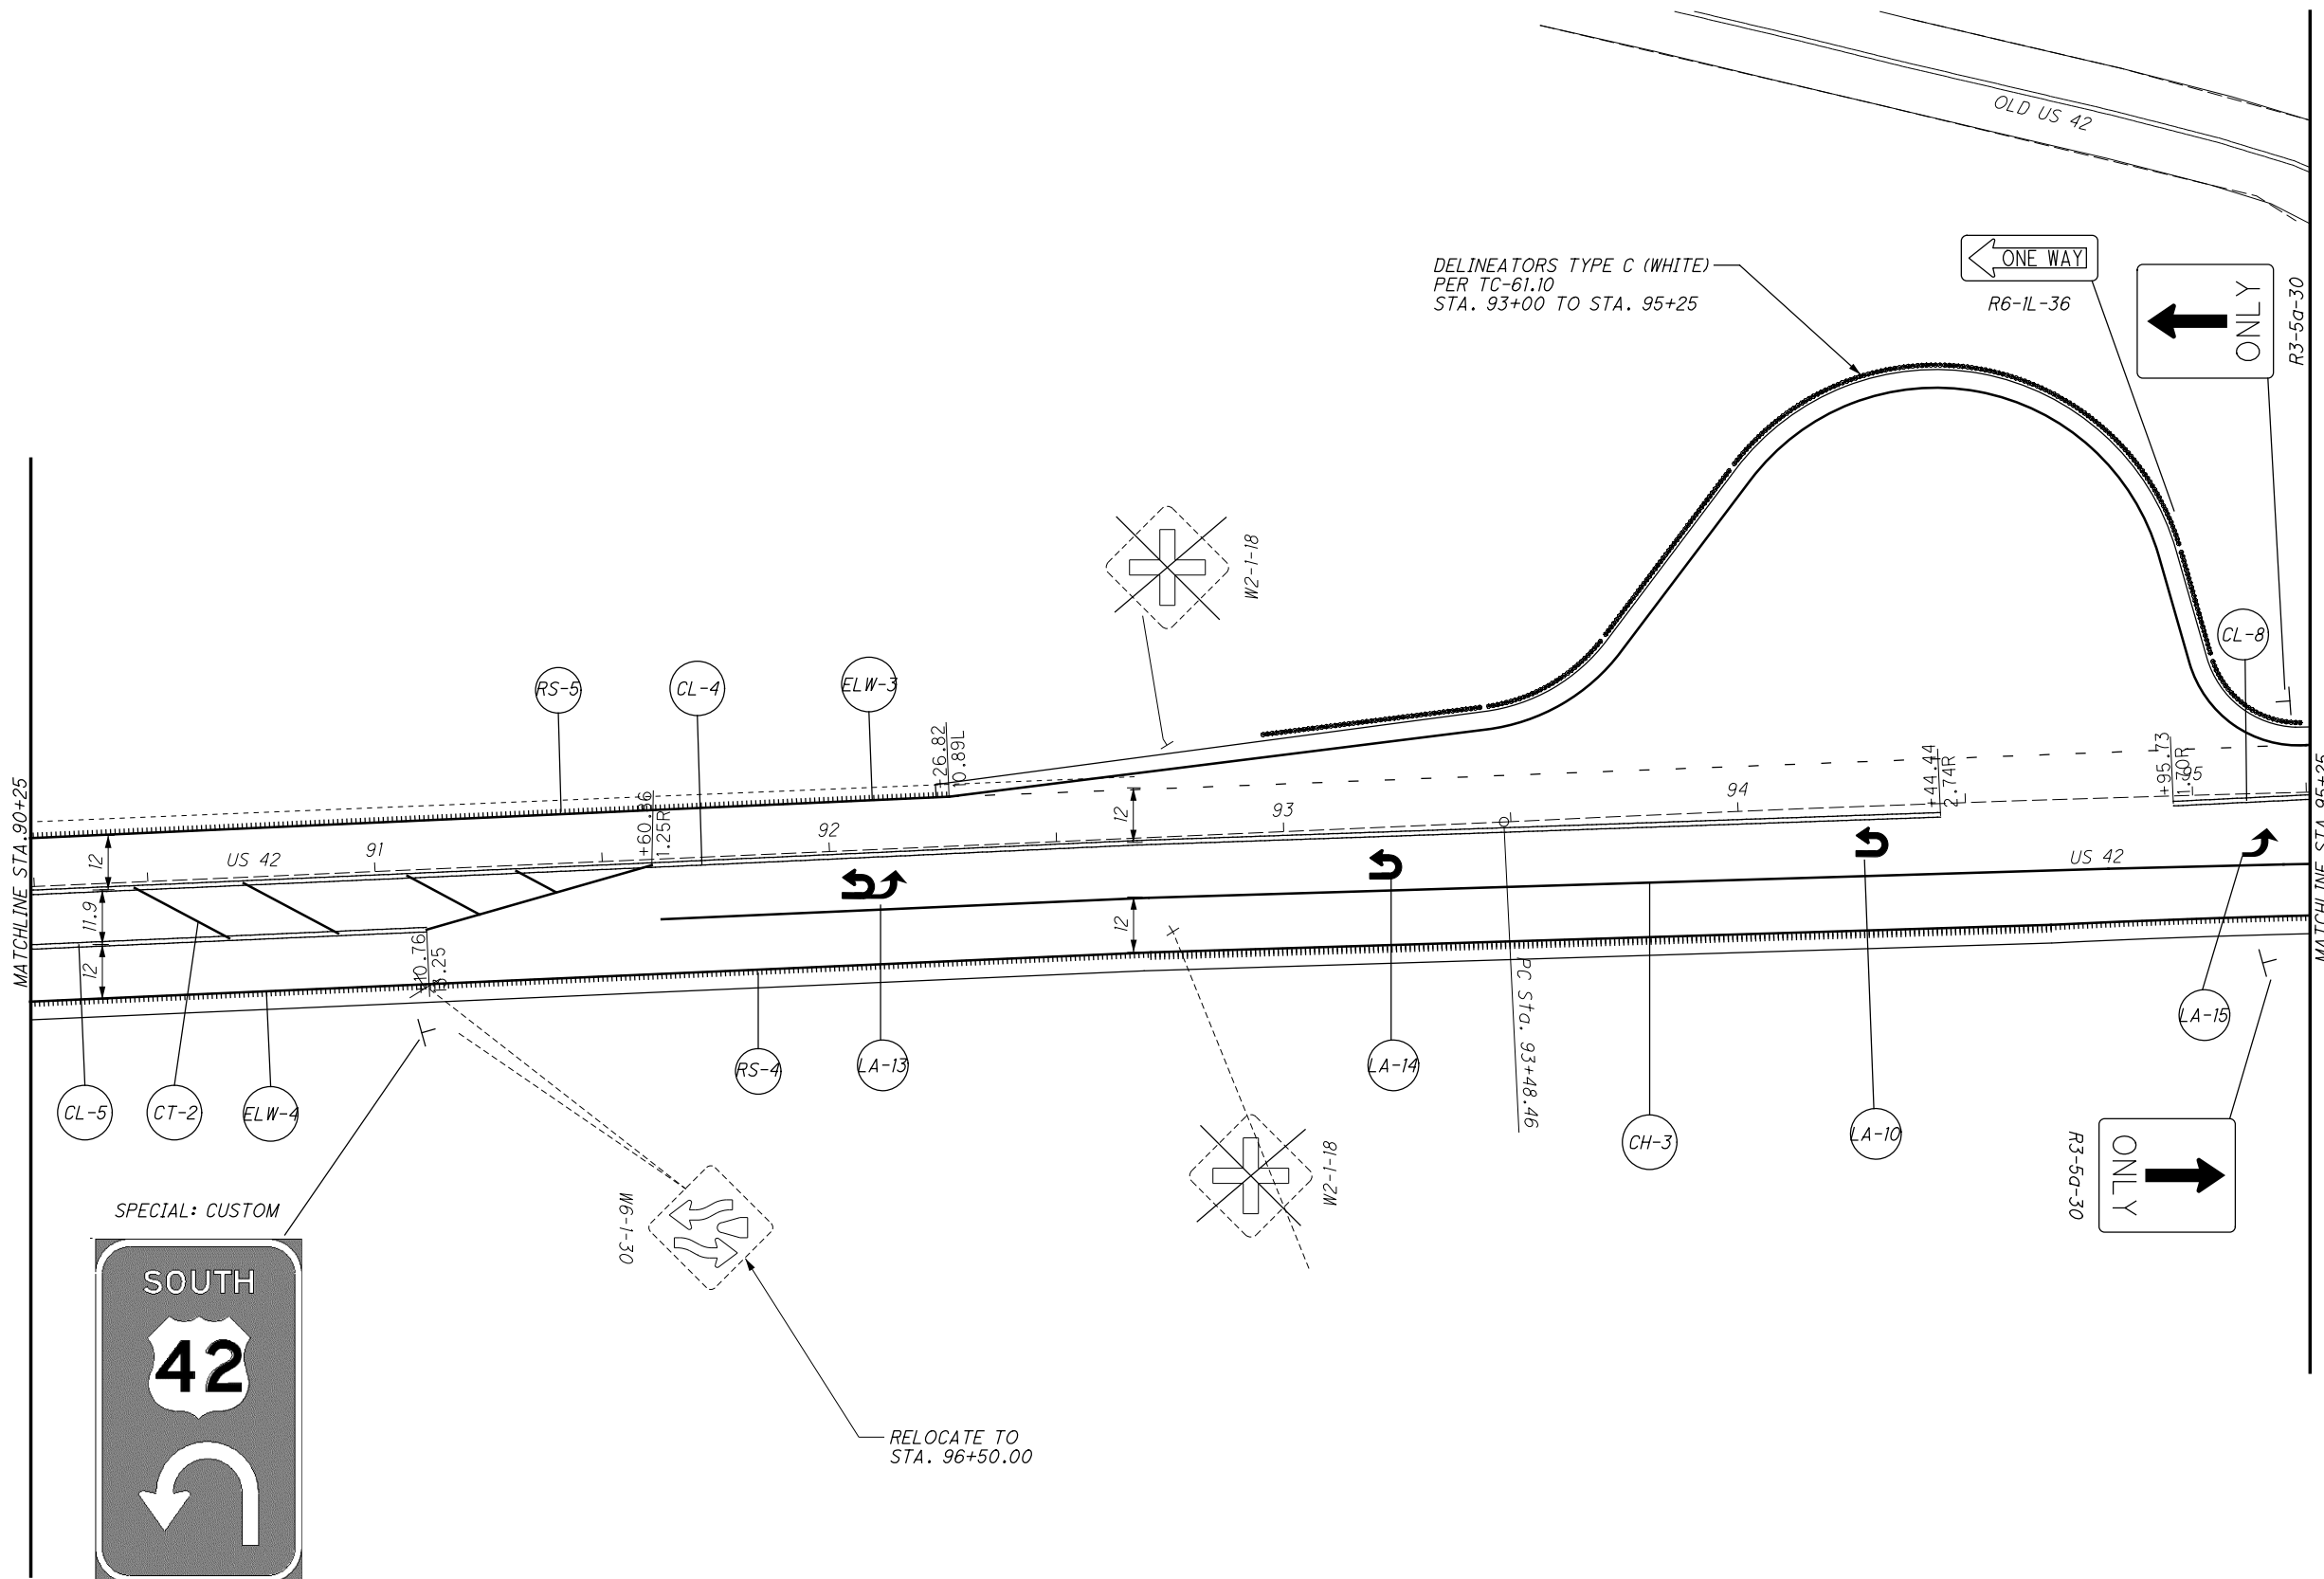 OLD US 42
DELINEATORS TYPE C (WHITE)
PER TC-61.10
STA. 93+00 TO STA. 95+25
ONE WAY
R6-1L-36
ONLY
R3-5a-30
W2-1-18
CL-8
RS-5
CL-4
ELW-3
+26.82
10.89L
+60.86
1.25R
+44.44
2.74R
+95.73
1.70R
95
94
93
92
91
US 42
US 42
12
11.9
12
12
12
MATCHLINE STA.90+25
MATCHLINE STA.95+25
13.25
PC Sta. 93+48.46
CL-5
CT-2
ELW-4
RS-4
LA-13
LA-14
CH-3
LA-10
LA-15
W2-1-18
W6-1-30
ONLY
R3-5a-30
SPECIAL: CUSTOM
SOUTH
42
RELOCATE TO
STA. 96+50.00